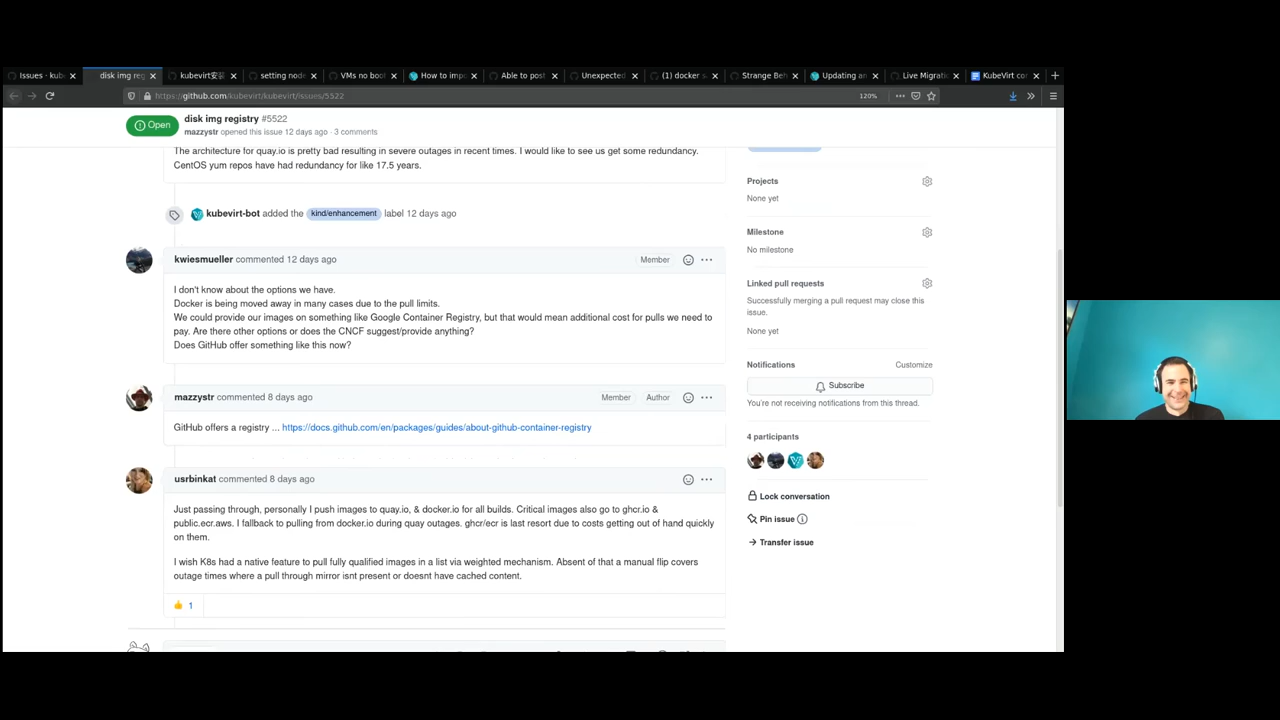 Issues · kube
disk img reg
kubevirt安装
setting node
VMs no boot
How to impo
Able to post
Unexpected
(1) docker s
Strange Beh
Updating an
Live Migratio
KubeVirt cor
https://github.com/kubevirt/kubevirt/issues/5522
120%
Open
disk img registry #5522
mazzystr opened this issue 12 days ago · 3 comments
The architecture for quay.io is pretty bad resulting in severe outages in recent times. I would like to see us get some redundancy.
CentOS yum repos have had redundancy for like 17.5 years.
kubevirt-bot added the kind/enhancement label 12 days ago
kwiesmueller commented 12 days ago
Member
I don't know about the options we have.
Docker is being moved away in many cases due to the pull limits.
We could provide our images on something like Google Container Registry, but that would mean additional cost for pulls we need to
pay. Are there other options or does the CNCF suggest/provide anything?
Does GitHub offer something like this now?
mazzystr commented 8 days ago
Member
Author
GitHub offers a registry ... https://docs.github.com/en/packages/guides/about-github-container-registry
usrbinkat commented 8 days ago
Just passing through, personally I push images to quay.io, & docker.io for all builds. Critical images also go to ghcr.io &
public.ecr.aws. I fallback to pulling from docker.io during quay outages. ghcr/ecr is last resort due to costs getting out of hand quickly
on them.
I wish K8s had a native feature to pull fully qualified images in a list via weighted mechanism. Absent of that a manual flip covers
outage times where a pull through mirror isnt present or doesnt have cached content.
👍 1
Projects
None yet
Milestone
No milestone
Linked pull requests
Successfully merging a pull request may close this
issue.
None yet
Notifications
Customize
Subscribe
You're not receiving notifications from this thread.
4 participants
Lock conversation
Pin issue
Transfer issue